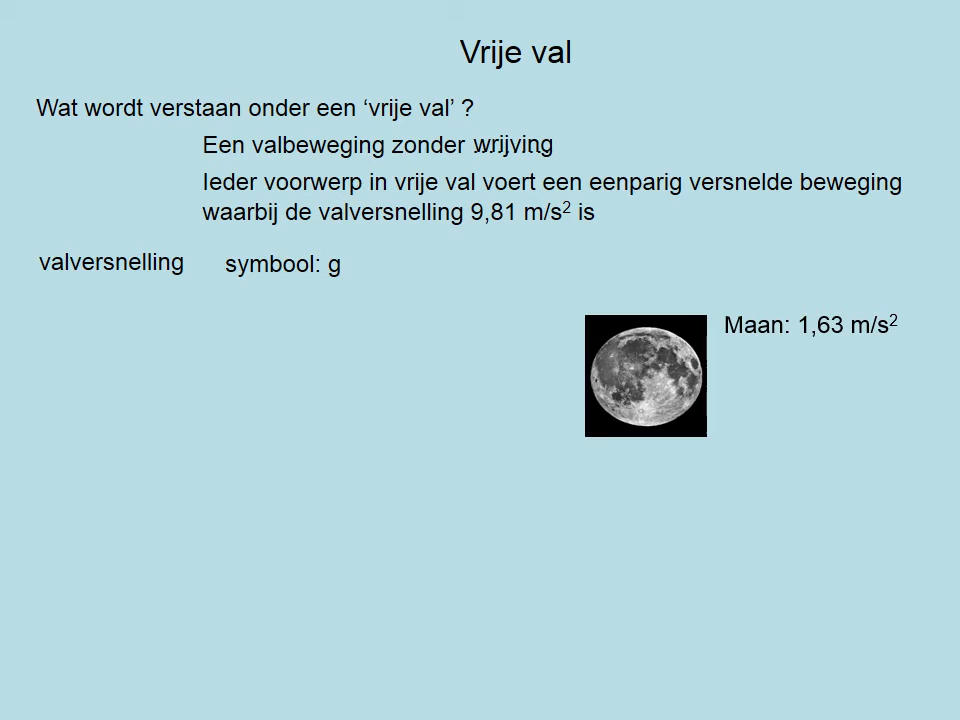 Vrije val
Wat wordt verstaan onder een ‘vrije val’ ?
Een valbeweging zonder wrijving
Ieder voorwerp in vrije val voert een eenparig versnelde beweging
waarbij de valversnelling 9,81 m/s² is
valversnelling symbool: g
Maan: 1,63 m/s²